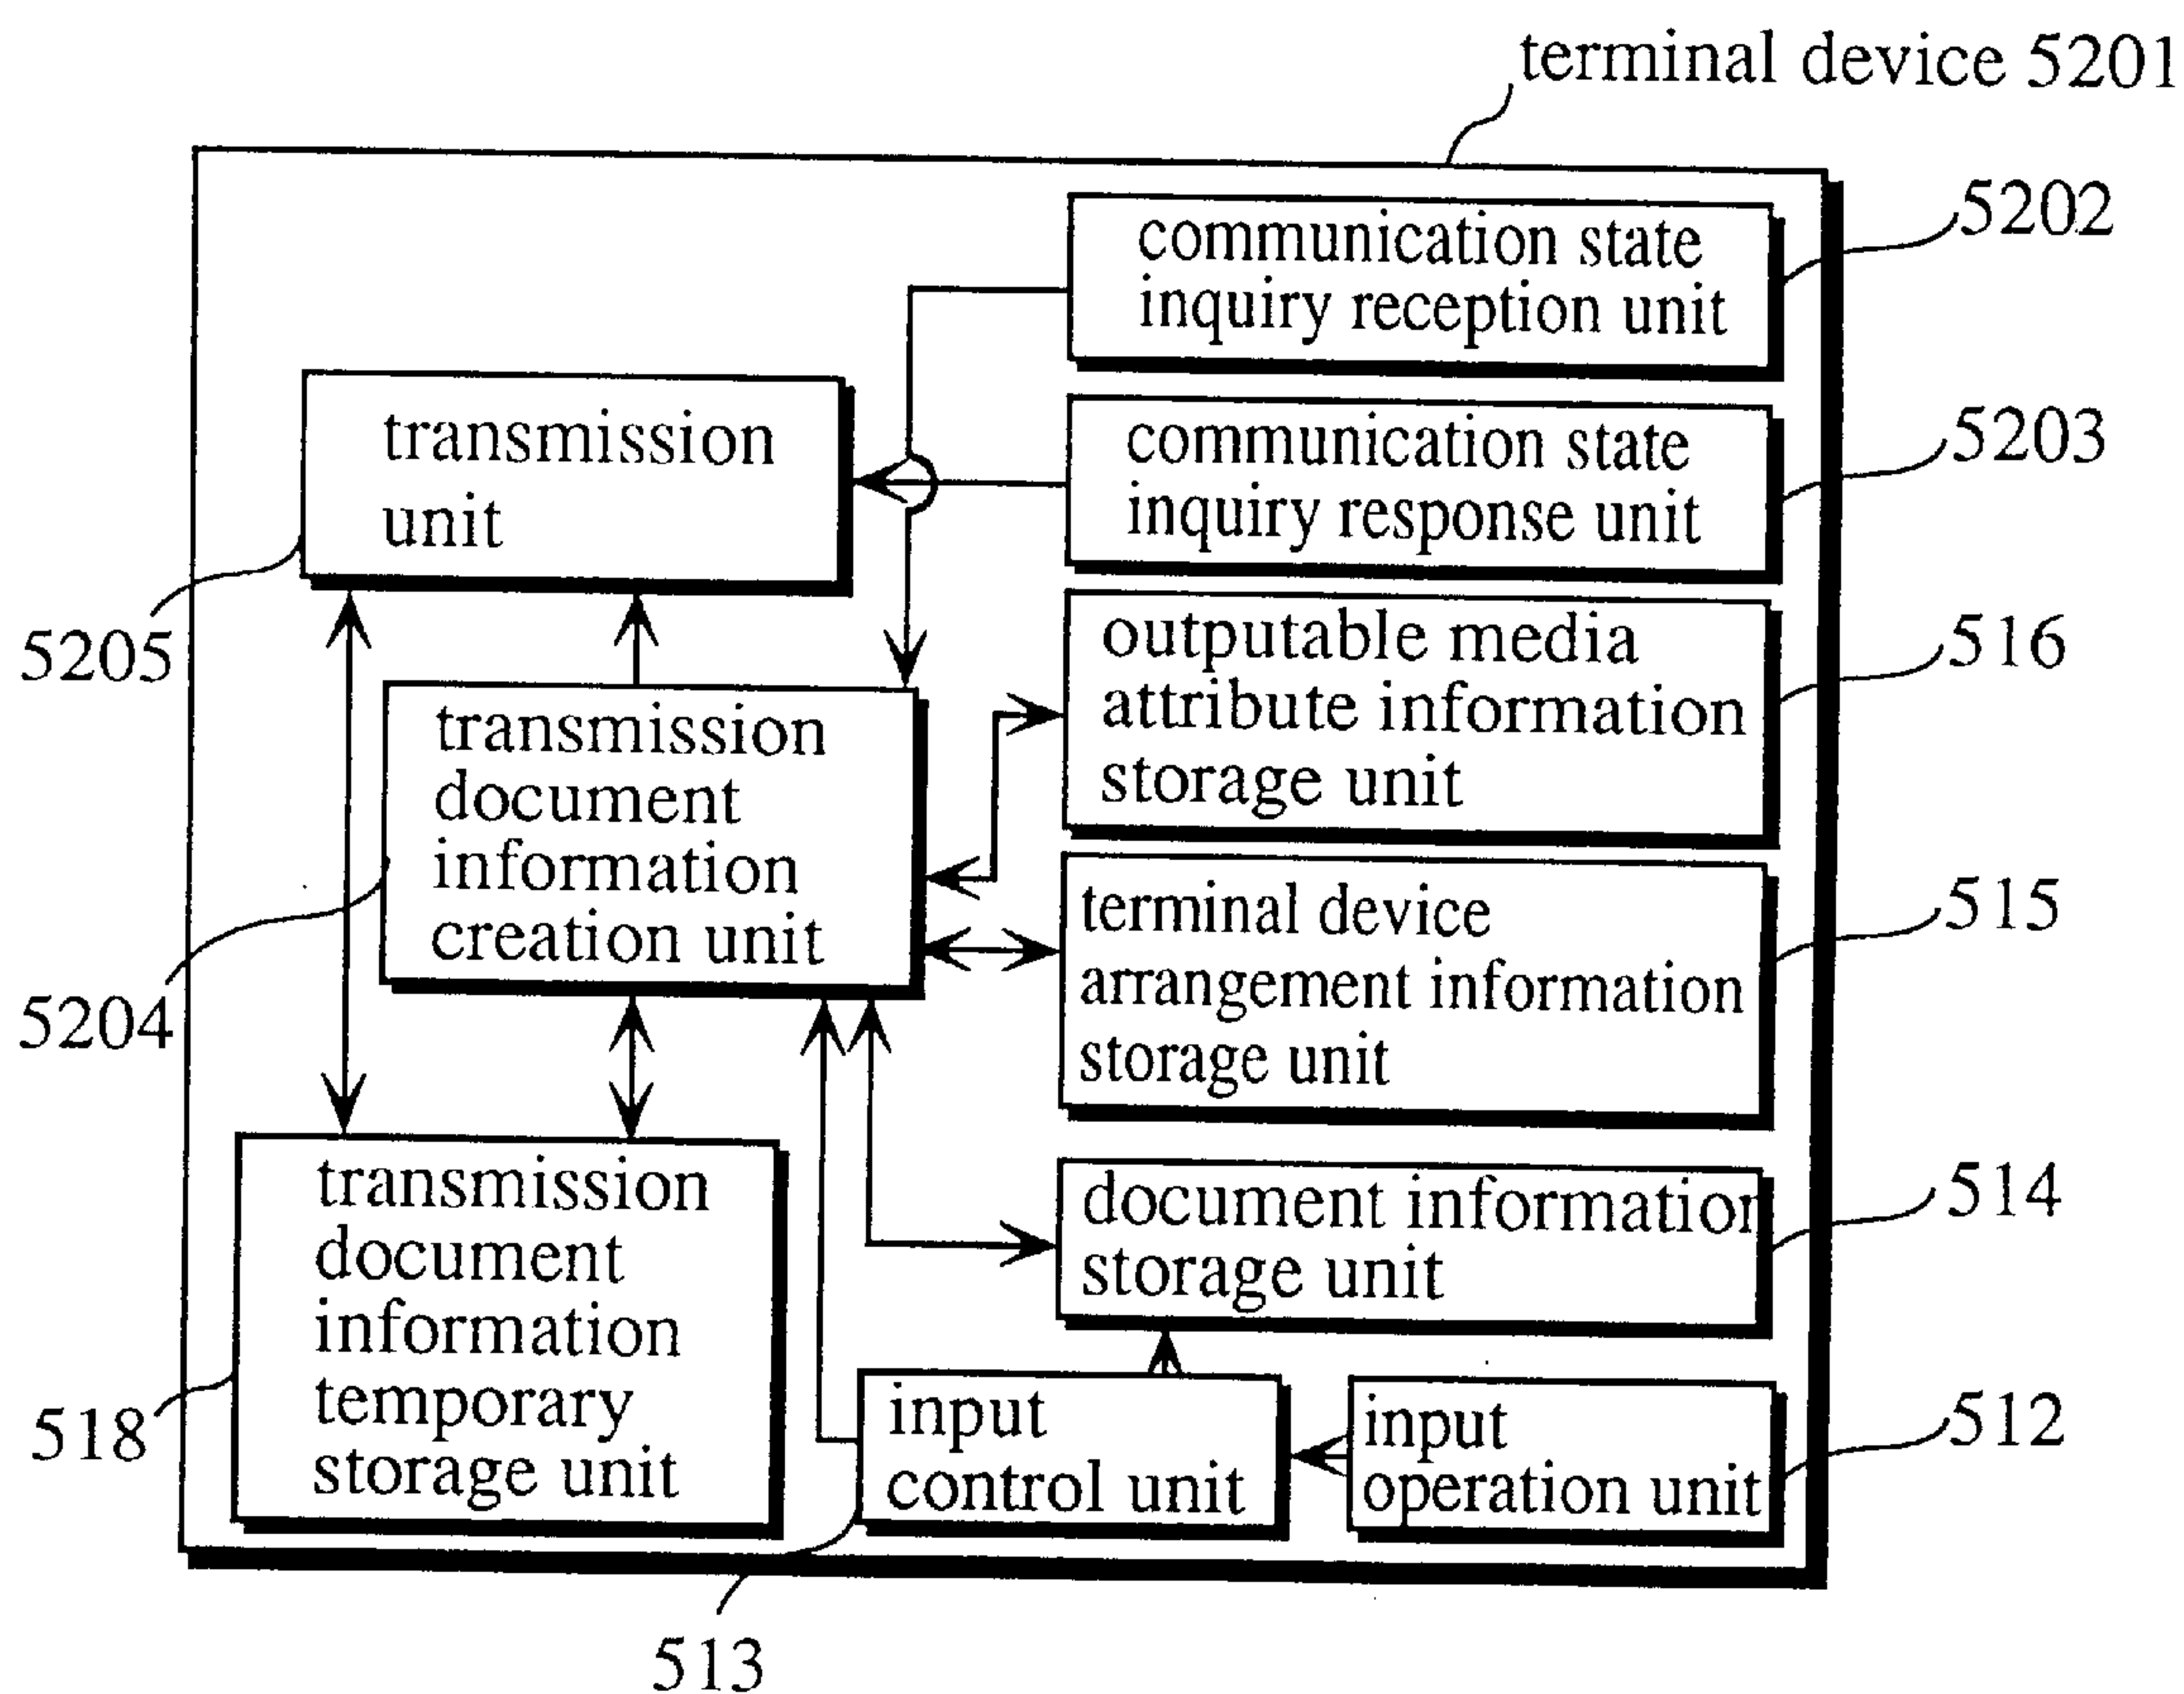 terminal device 5201
communication state
inquiry reception unit
5202
transmission
unit
communication state
inquiry response unit
5203
5205
outputable media
attribute information
storage unit
516
transmission
document
information
creation unit
5204
terminal device
arrangement information
storage unit
515
document information
storage unit
514
transmission
document
information
temporary
storage unit
518
input
control unit
input
operation unit
512
513